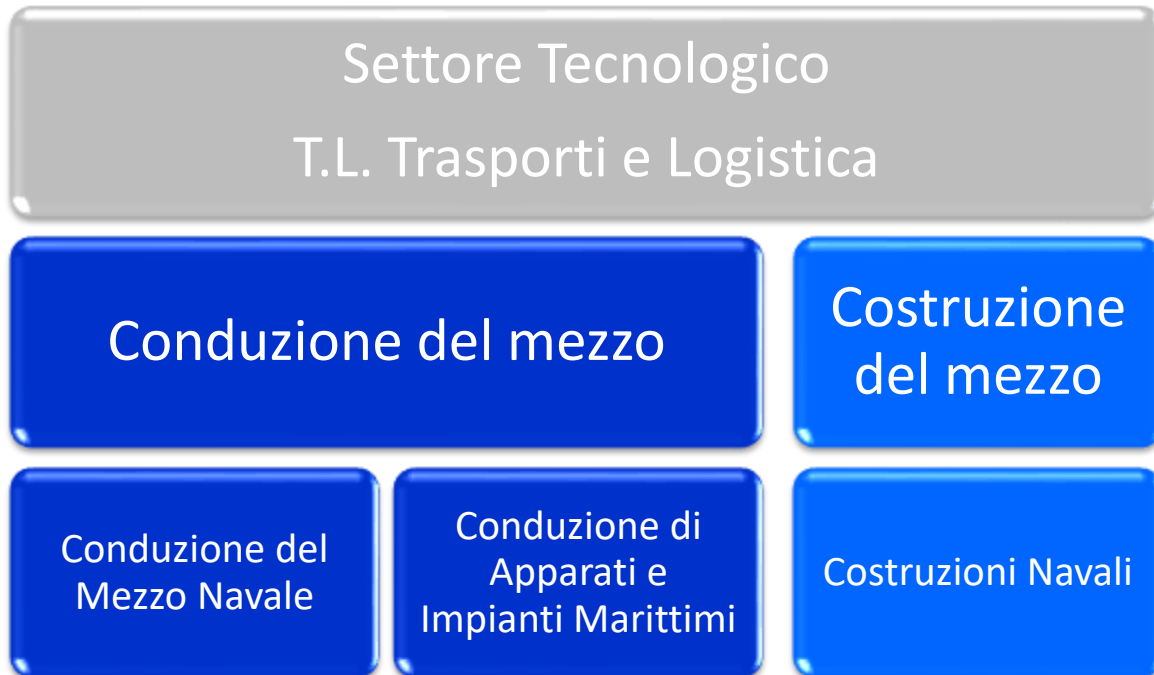 Settore Tecnologico
T.L. Trasporti e Logistica
Conduzione del mezzo
Costruzione
del mezzo
Conduzione del
Mezzo Navale
Conduzione di
Apparati e
Impianti Marittimi
Costruzioni Navali